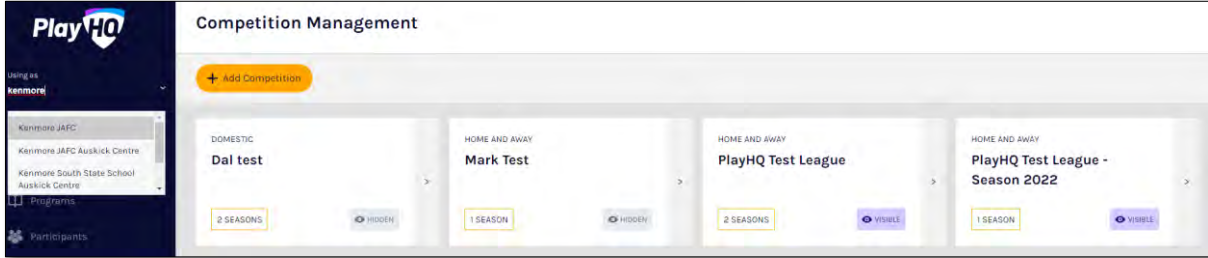 PlayHQ
Competition Management
Using as
kenmore
+ Add Competition
Kenmore JAFC
Kenmore JAFC Auskick Centre
Kenmore South State School
Auskick Centre
Programs
Participants
DOMESTIC
Dal test
2 SEASONS
HIDDEN
HOME AND AWAY
Mark Test
1 SEASON
HIDDEN
HOME AND AWAY
PlayHQ Test League
2 SEASONS
VISIBLE
HOME AND AWAY
PlayHQ Test League -
Season 2022
1 SEASON
VISIBLE